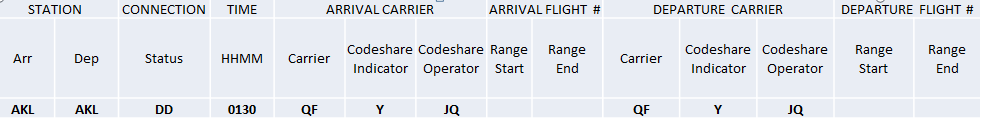 STATION CONNECTION TIME ARRIVAL CARRIER ARRIVAL FLIGHT # DEPARTURE CARRIER DEPARTURE FLIGHT #
Codeshare Codeshare Range Range Codeshare Codeshare Range Range
Arr Dep Status HHMM Carrier Indicator Operator Start End Carrier Indicator Operator Start End
AKL AKL DD 0130 QF Y JQ QF Y JQ